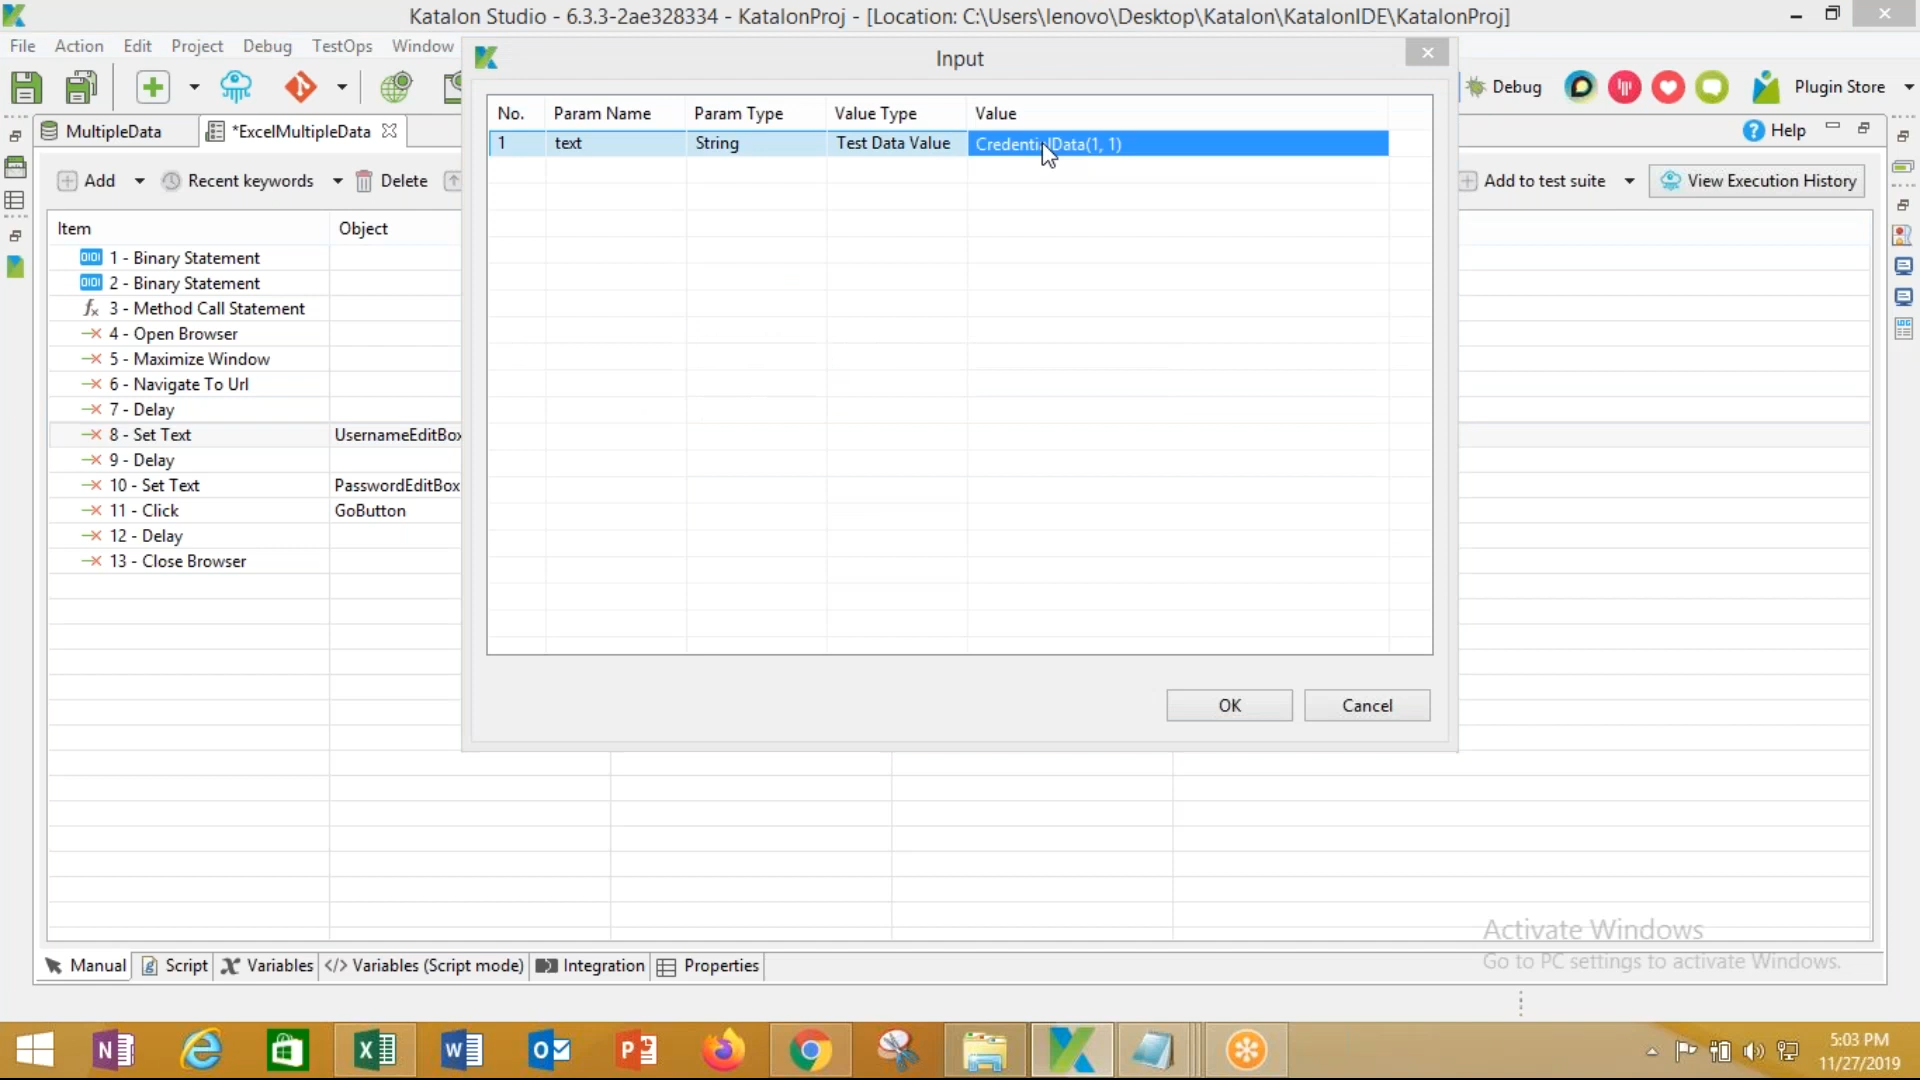 Katalon Studio - 6.3.3-2ae328334 - KatalonProj - [Location: C:\Users\lenovo\Desktop\Katalon\KatalonIDE\KatalonProj]
File Action Edit Project Debug TestOps Window
Input
Debug Plugin Store
MultipleData *ExcelMultipleData Help
Add Recent keywords Delete Add to test suite View Execution History
No. Param Name Param Type Value Type Value
1 text String Test Data Value CredentialData(1, 1)
Item Object
1 - Binary Statement
2 - Binary Statement
3 - Method Call Statement
4 - Open Browser
5 - Maximize Window
6 - Navigate To Url
7 - Delay
8 - Set Text UsernameEditBox
9 - Delay
10 - Set Text PasswordEditBox
11 - Click GoButton
12 - Delay
13 - Close Browser
OK Cancel
Activate Windows
Go to PC settings to activate Windows.
Manual Script Variables </> Variables (Script mode) Integration Properties
5:03 PM
11/27/2019